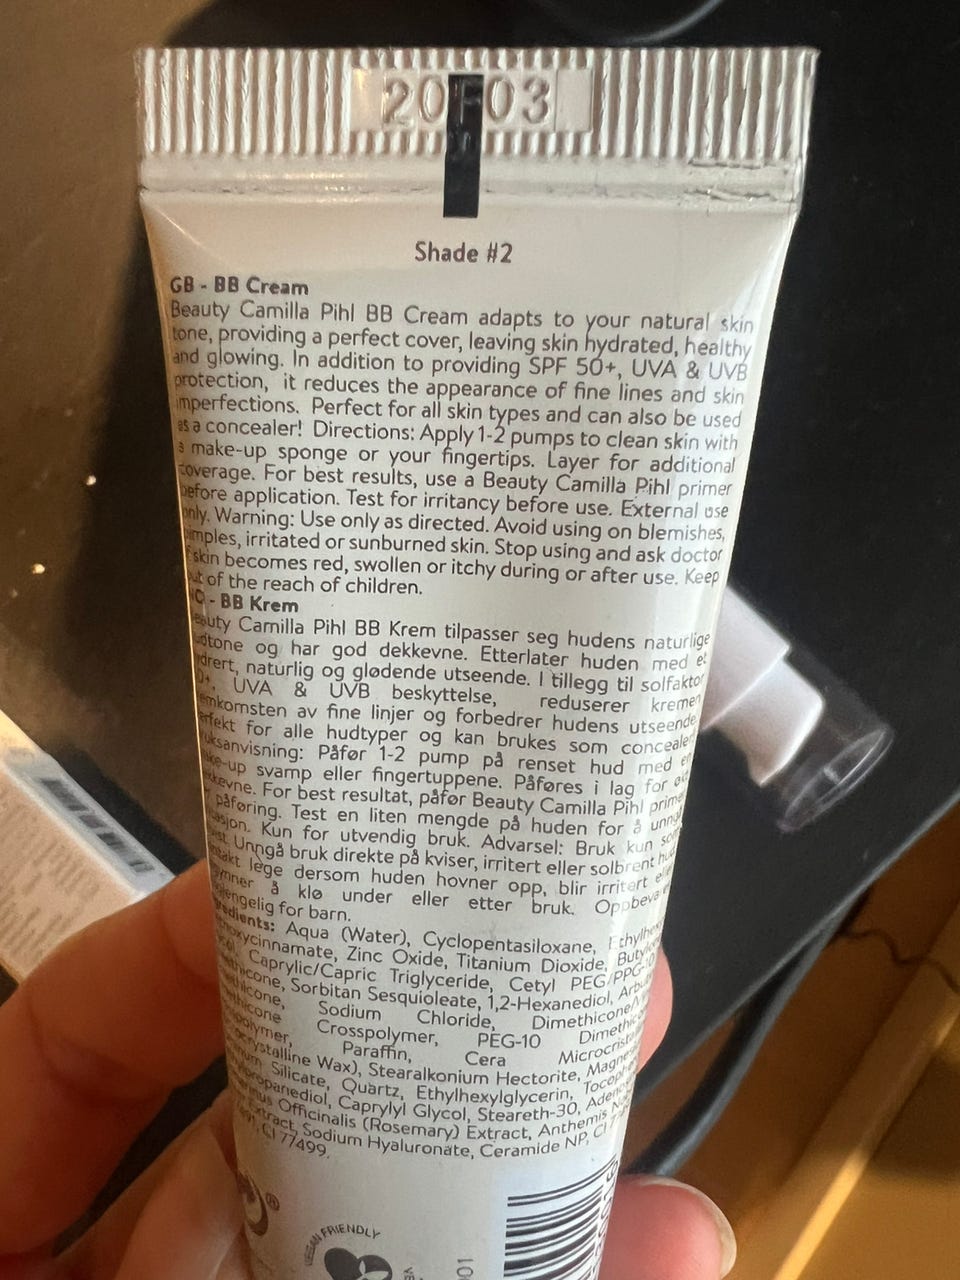 20 03
Shade #2
GB - BB Cream
Beauty Camilla Pihl BB Cream adapts to your natural skin
tone, providing a perfect cover, leaving skin hydrated, healthy
and glowing. In addition to providing SPF 50+, UVA & UVB
protection, it reduces the appearance of fine lines and skin
imperfections. Perfect for all skin types and can also be used
as a concealer! Directions: Apply 1-2 pumps to clean skin with
a make-up sponge or your fingertips. Layer for additional
coverage. For best results, use a Beauty Camilla Pihl primer
before application. Test for irritancy before use. External use
only. Warning: Use only as directed. Avoid using on blemishes,
pimples, irritated or sunburned skin. Stop using and ask doctor
if skin becomes red, swollen or itchy during or after use. Keep
out of the reach of children.
- BB Krem
Beauty Camilla Pihl BB Krem tilpasser seg hudens naturlige
hudtone og har god dekkevne. Etterlater huden med et
hydrert, naturlig og glødende utseende. I tillegg til solfaktor
UVA & UVB beskyttelse, reduserer kremen
av fine linjer og forbedrer hudens utseende.
for alle hudtyper og kan brukes som concealer
Påfør 1-2 pump på renset hud med en
svamp eller fingertuppene. Påføres i lag for
For best resultat, påfør Beauty Camilla Pihl
påføring. Test en liten mengde på huden for å
Kun for utvendig bruk. Advarsel: Bruk kun
Unngå bruk direkte på kviser, irritert eller solbrent
lege dersom huden hovner opp, blir irritert
å klø under eller etter bruk.
for barn.
Aqua (Water), Cyclopentasiloxane,
Zinc Oxide, Titanium Dioxide,
Caprylic/Capric Triglyceride, Cetyl
Sorbitan Sesquioleate, 1,2-Hexanediol,
Sodium Chloride,
Crosspolymer, PEG-10
Paraffin, Cera
Wax), Stearalkonium Hectorite,
Silicate, Quartz, Ethylhexylglycerin,
Caprylyl Glycol, Steareth-30,
Officinalis (Rosemary) Extract, Anthemis
Extract, Sodium Hyaluronate, Ceramide NP, CI
CI 77499.
VEGAN FRIENDLY